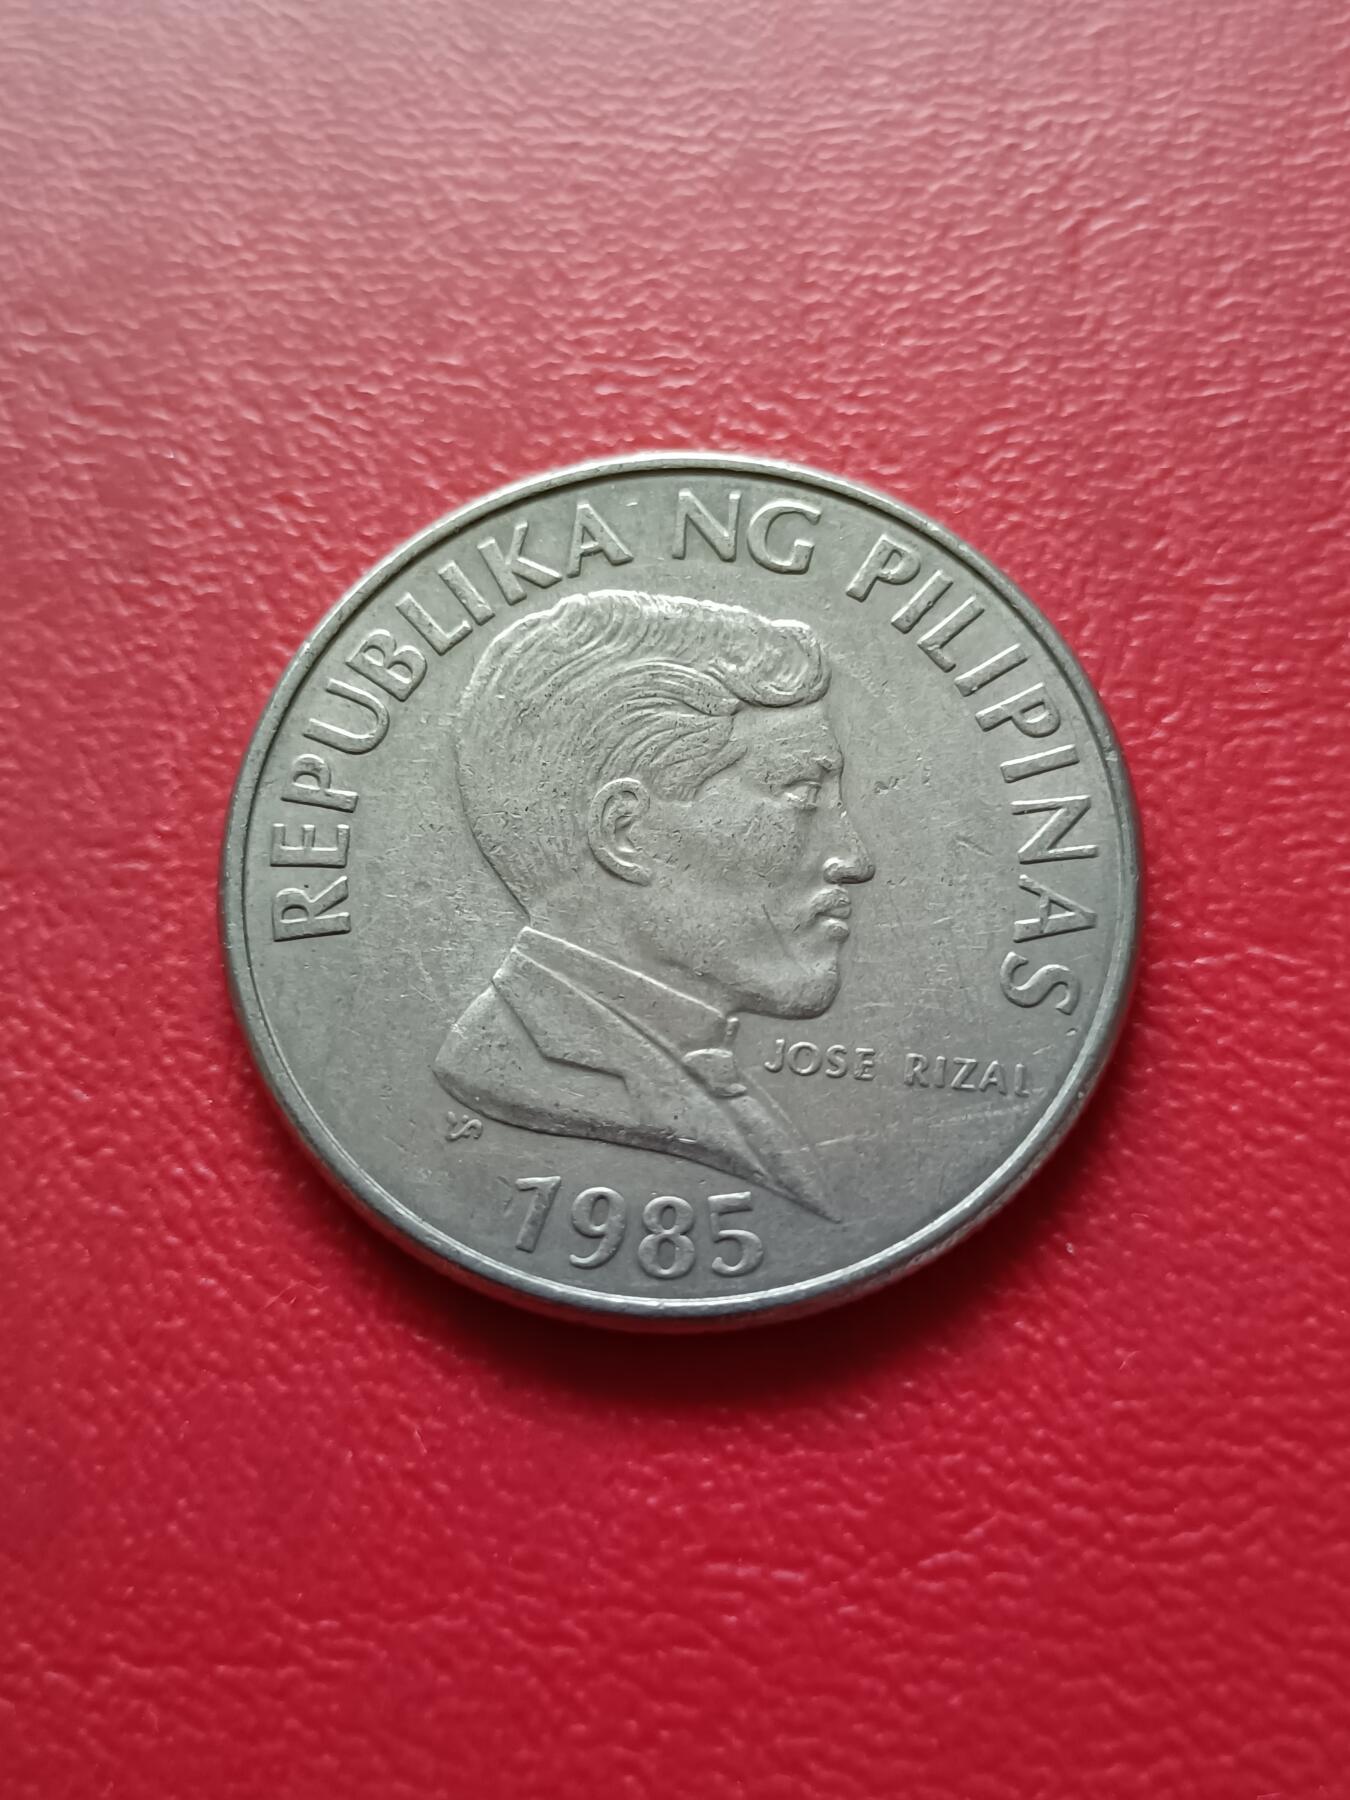 REPUBLIKA NG PILIPINAS
JOSE RIZAL
1985